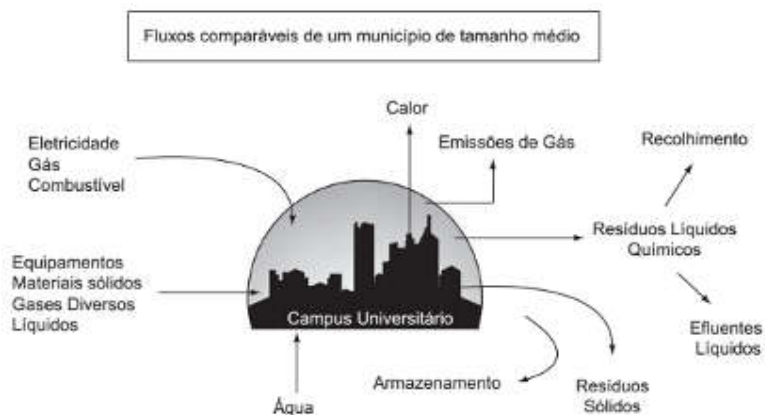 Fluxos comparáveis de um município de tamanho médio
Calor
Eletricidade
Gás
Combustível
Emissões de Gás
Recolhimento
Resíduos Líquidos
Químicos
Equipamentos
Materiais sólidos
Gases Diversos
Líquidos
Campus Universitário
Efluentes
Líquidos
Armazenamento
Resíduos
Sólidos
Água